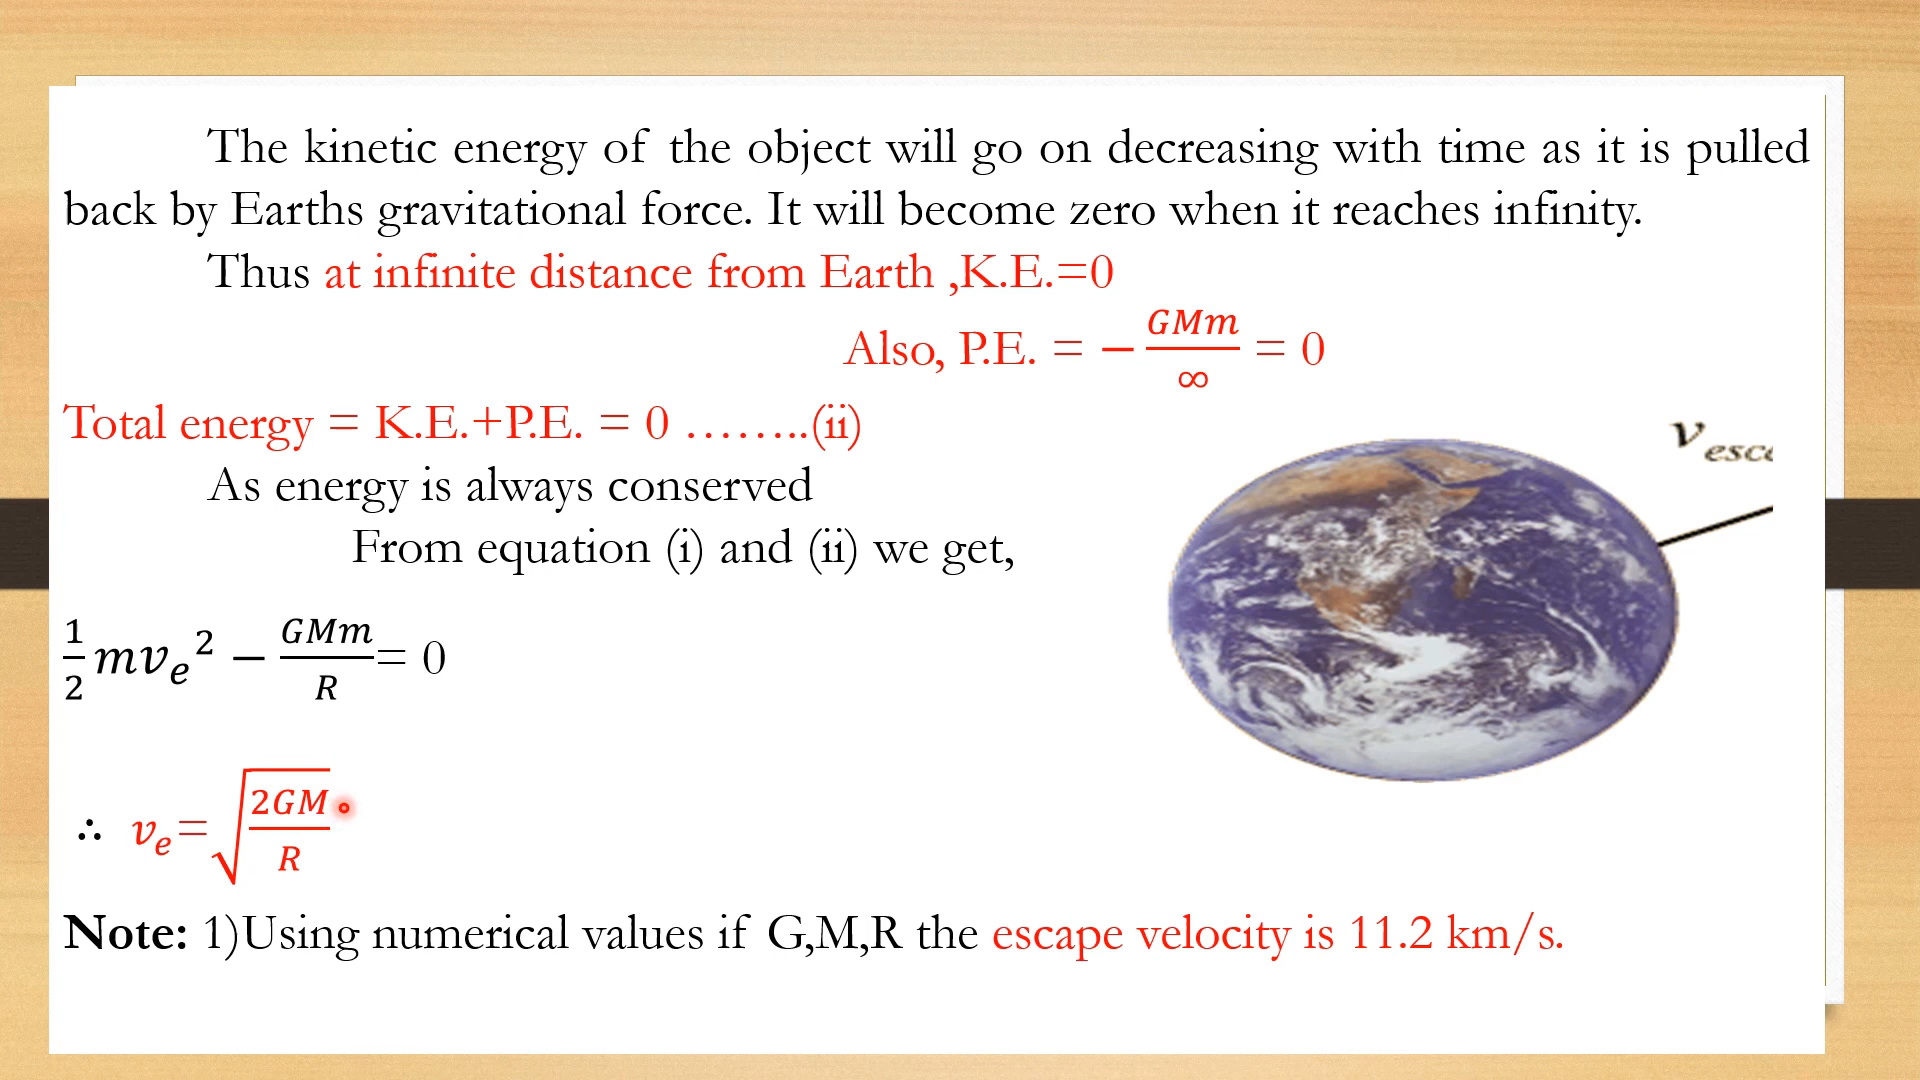 The kinetic energy of the object will go on decreasing with time as it is pulled
back by Earths gravitational force. It will become zero when it reaches infinity.
Thus at infinite distance from Earth ,K.E.=0
Also, P.E. = − GMm/∞ = 0
Total energy = K.E.+P.E. = 0 ……..(ii)
As energy is always conserved
From equation (i) and (ii) we get,
1/2 mvₑ² − GMm/R = 0
∴ vₑ=√(2GM/R)
Note: 1)Using numerical values if G,M,R the escape velocity is 11.2 km/s.